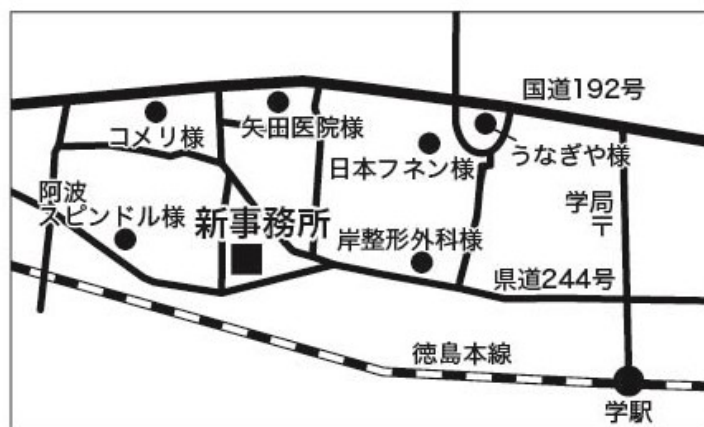 国道192号
コメリ様
矢田医院様
うなぎや様
日本フネン様
阿波
スピンドル様
学局
〒
新事務所
岸整形外科様
県道244号
徳島本線
学駅